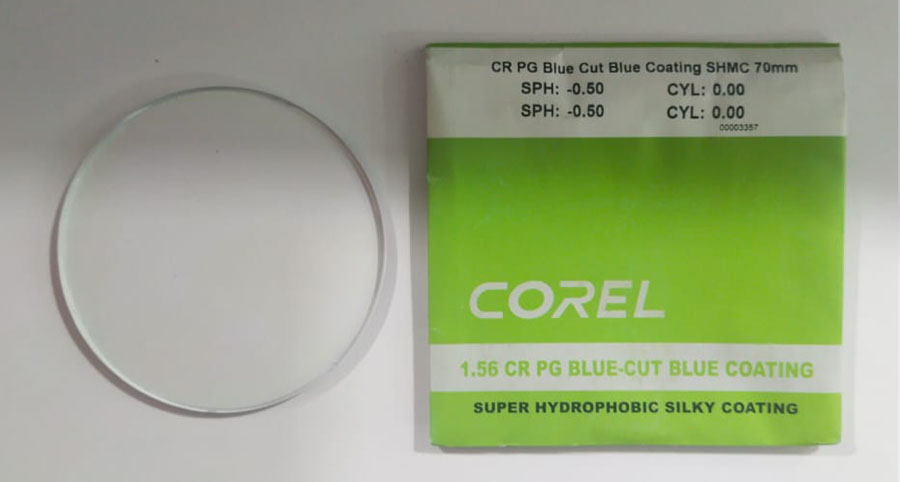 CR PG Blue Cut Blue Coating SHMC 70mm
SPH: -0.50 CYL: 0.00
SPH: -0.50 CYL: 0.00
00003357
COREL
1.56 CR PG BLUE-CUT BLUE COATING
SUPER HYDROPHOBIC SILKY COATING